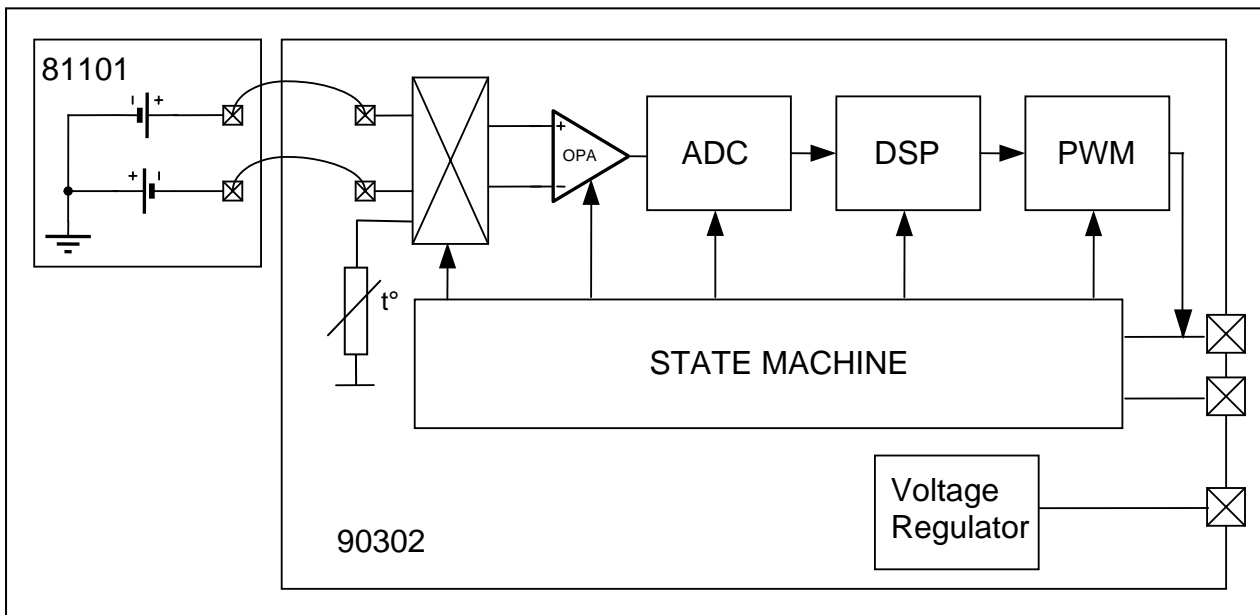 81101
- +
+ -
+
OPA
-
ADC
DSP
PWM
t°
STATE MACHINE
Voltage
Regulator
90302